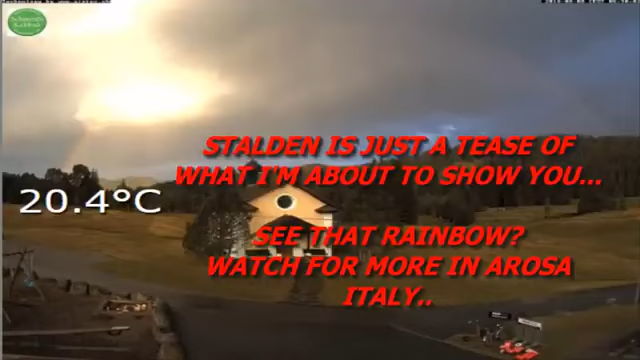 STALDEN IS JUST A TEASE OF
WHAT I'M ABOUT TO SHOW YOU...
20.4°C
SEE THAT RAINBOW?
WATCH FOR MORE IN AROSA
ITALY..